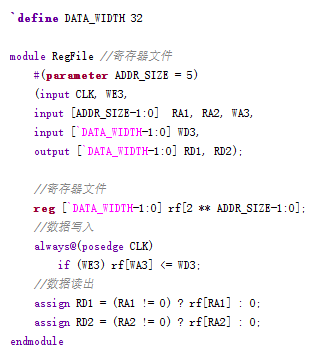 `define DATA_WIDTH 32
module RegFile //寄存器文件
#(parameter ADDR_SIZE = 5)
(input CLK, WE3,
input [ADDR_SIZE-1:0] RA1, RA2, WA3,
input [`DATA_WIDTH-1:0] WD3,
output [`DATA_WIDTH-1:0] RD1, RD2);
//寄存器文件
reg [`DATA_WIDTH-1:0] rf[2 ** ADDR_SIZE-1:0];
//数据写入
always@(posedge CLK)
if (WE3) rf[WA3] <= WD3;
//数据读出
assign RD1 = (RA1 != 0) ? rf[RA1] : 0;
assign RD2 = (RA2 != 0) ? rf[RA2] : 0;
endmodule